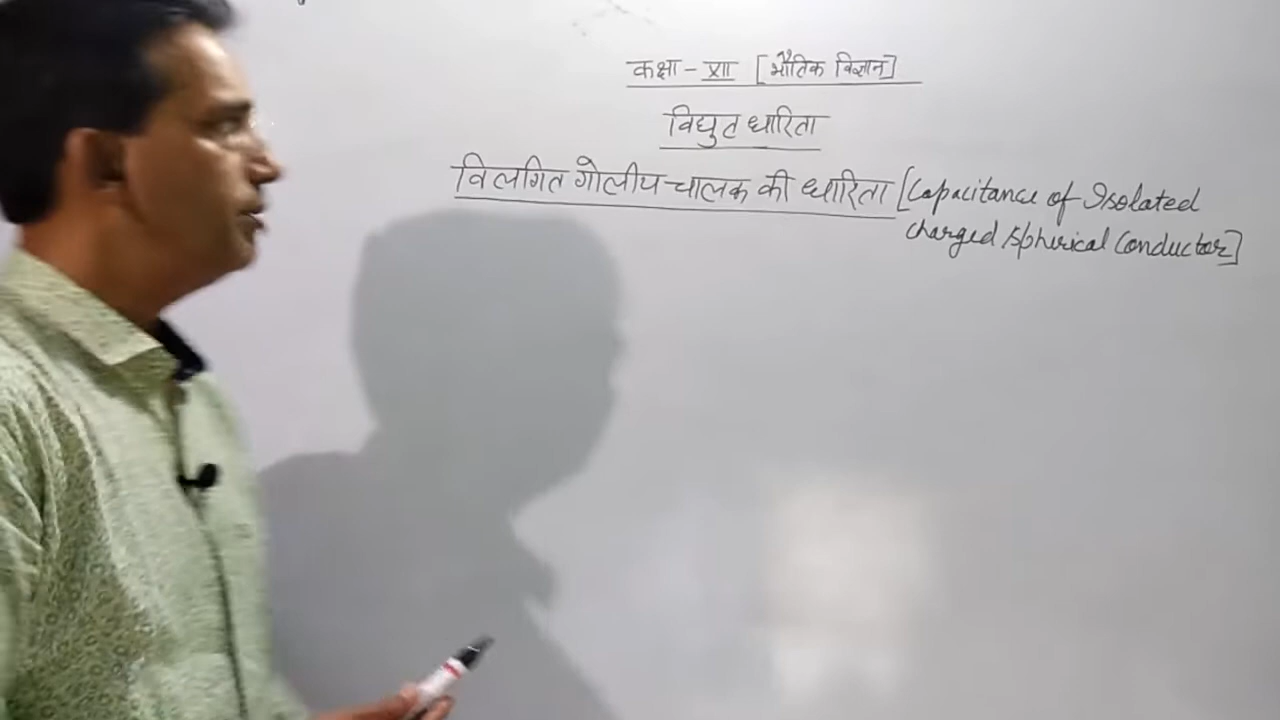 कक्षा - XII [भौतिक विज्ञान]
विद्युत धारिता
विलगित गोलीय चालक की धारिता [Capacitance of Isolated
charged spherical Conductor]